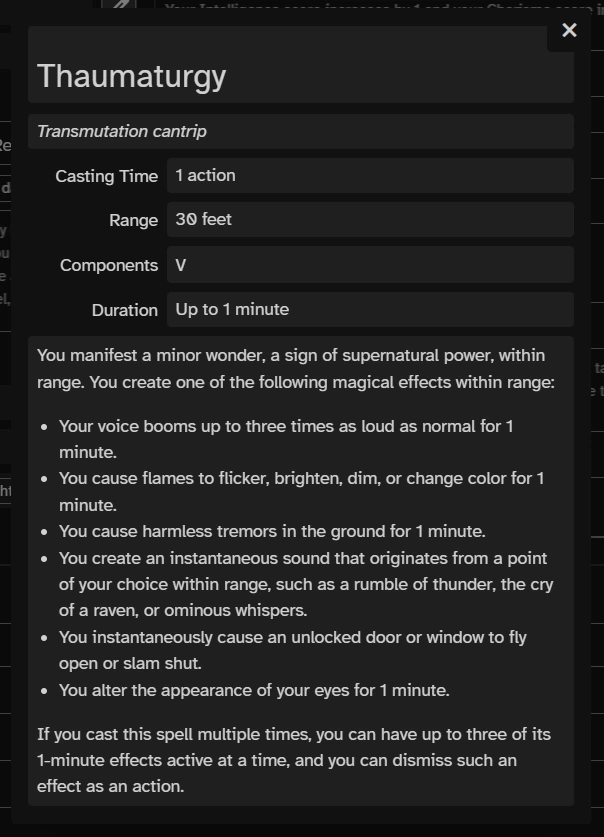 Your Intelligence score increases by 1 and your Charisma score in
×
Thaumaturgy
Transmutation cantrip
Casting Time 1 action
Range 30 feet
Components V
Duration Up to 1 minute
You manifest a minor wonder, a sign of supernatural power, within
range. You create one of the following magical effects within range:
• Your voice booms up to three times as loud as normal for 1
minute.
• You cause flames to flicker, brighten, dim, or change color for 1
minute.
• You cause harmless tremors in the ground for 1 minute.
• You create an instantaneous sound that originates from a point
of your choice within range, such as a rumble of thunder, the cry
of a raven, or ominous whispers.
• You instantaneously cause an unlocked door or window to fly
open or slam shut.
• You alter the appearance of your eyes for 1 minute.
If you cast this spell multiple times, you can have up to three of its
1-minute effects active at a time, and you can dismiss such an
effect as an action.